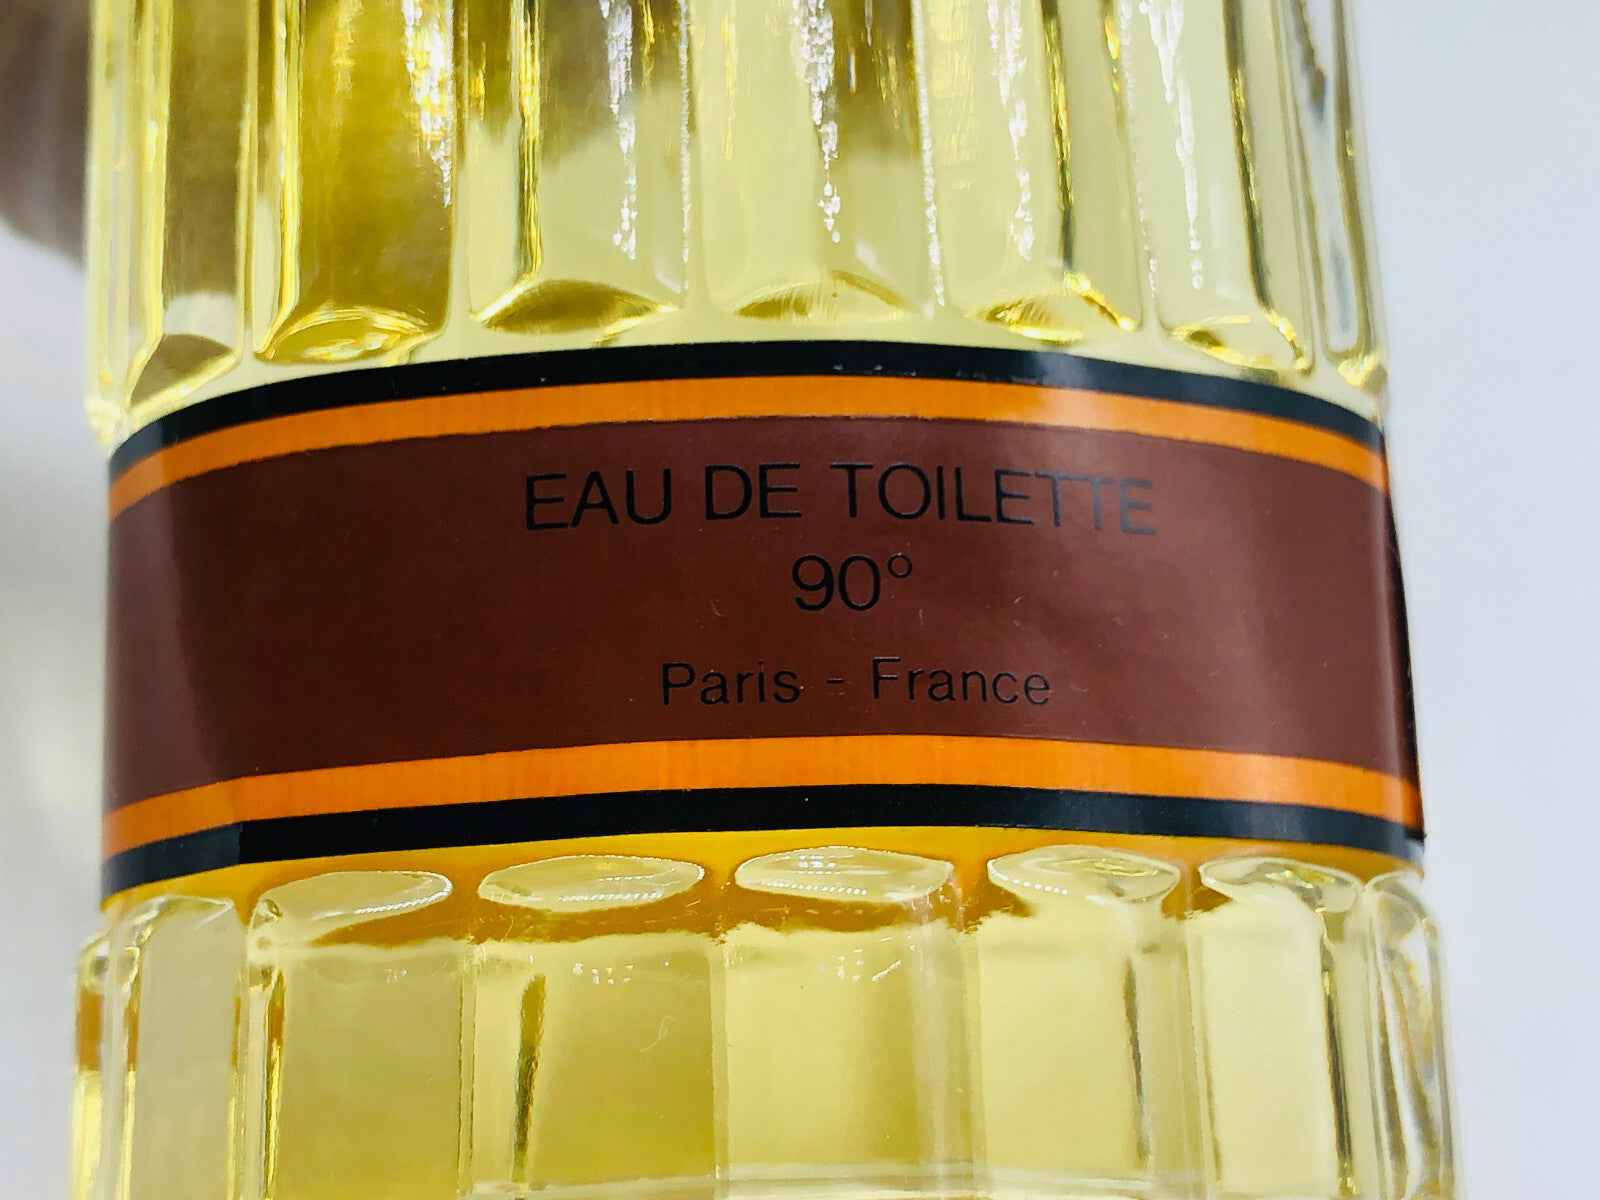 EAU DE TOILETTE
90°
Paris - France